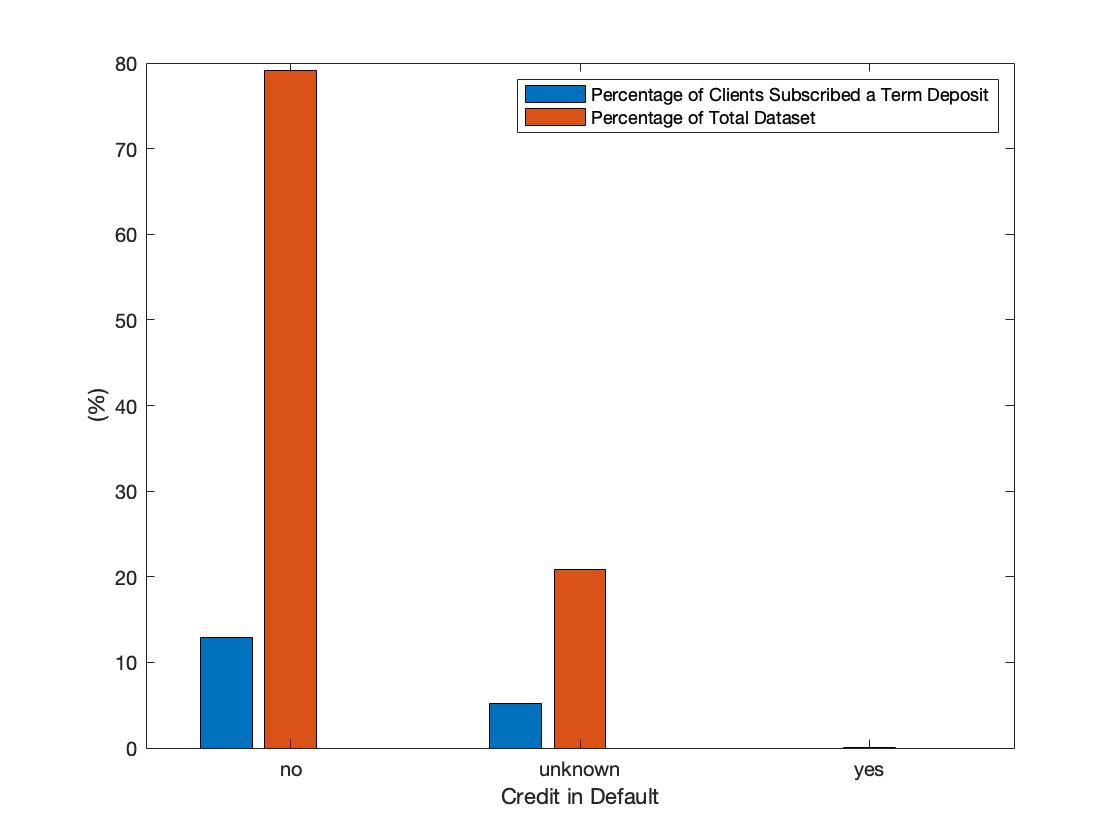 Percentage of Clients Subscribed a Term Deposit
Percentage of Total Dataset
80
70
60
50
40
30
20
10
0
(%)
no unknown yes
Credit in Default